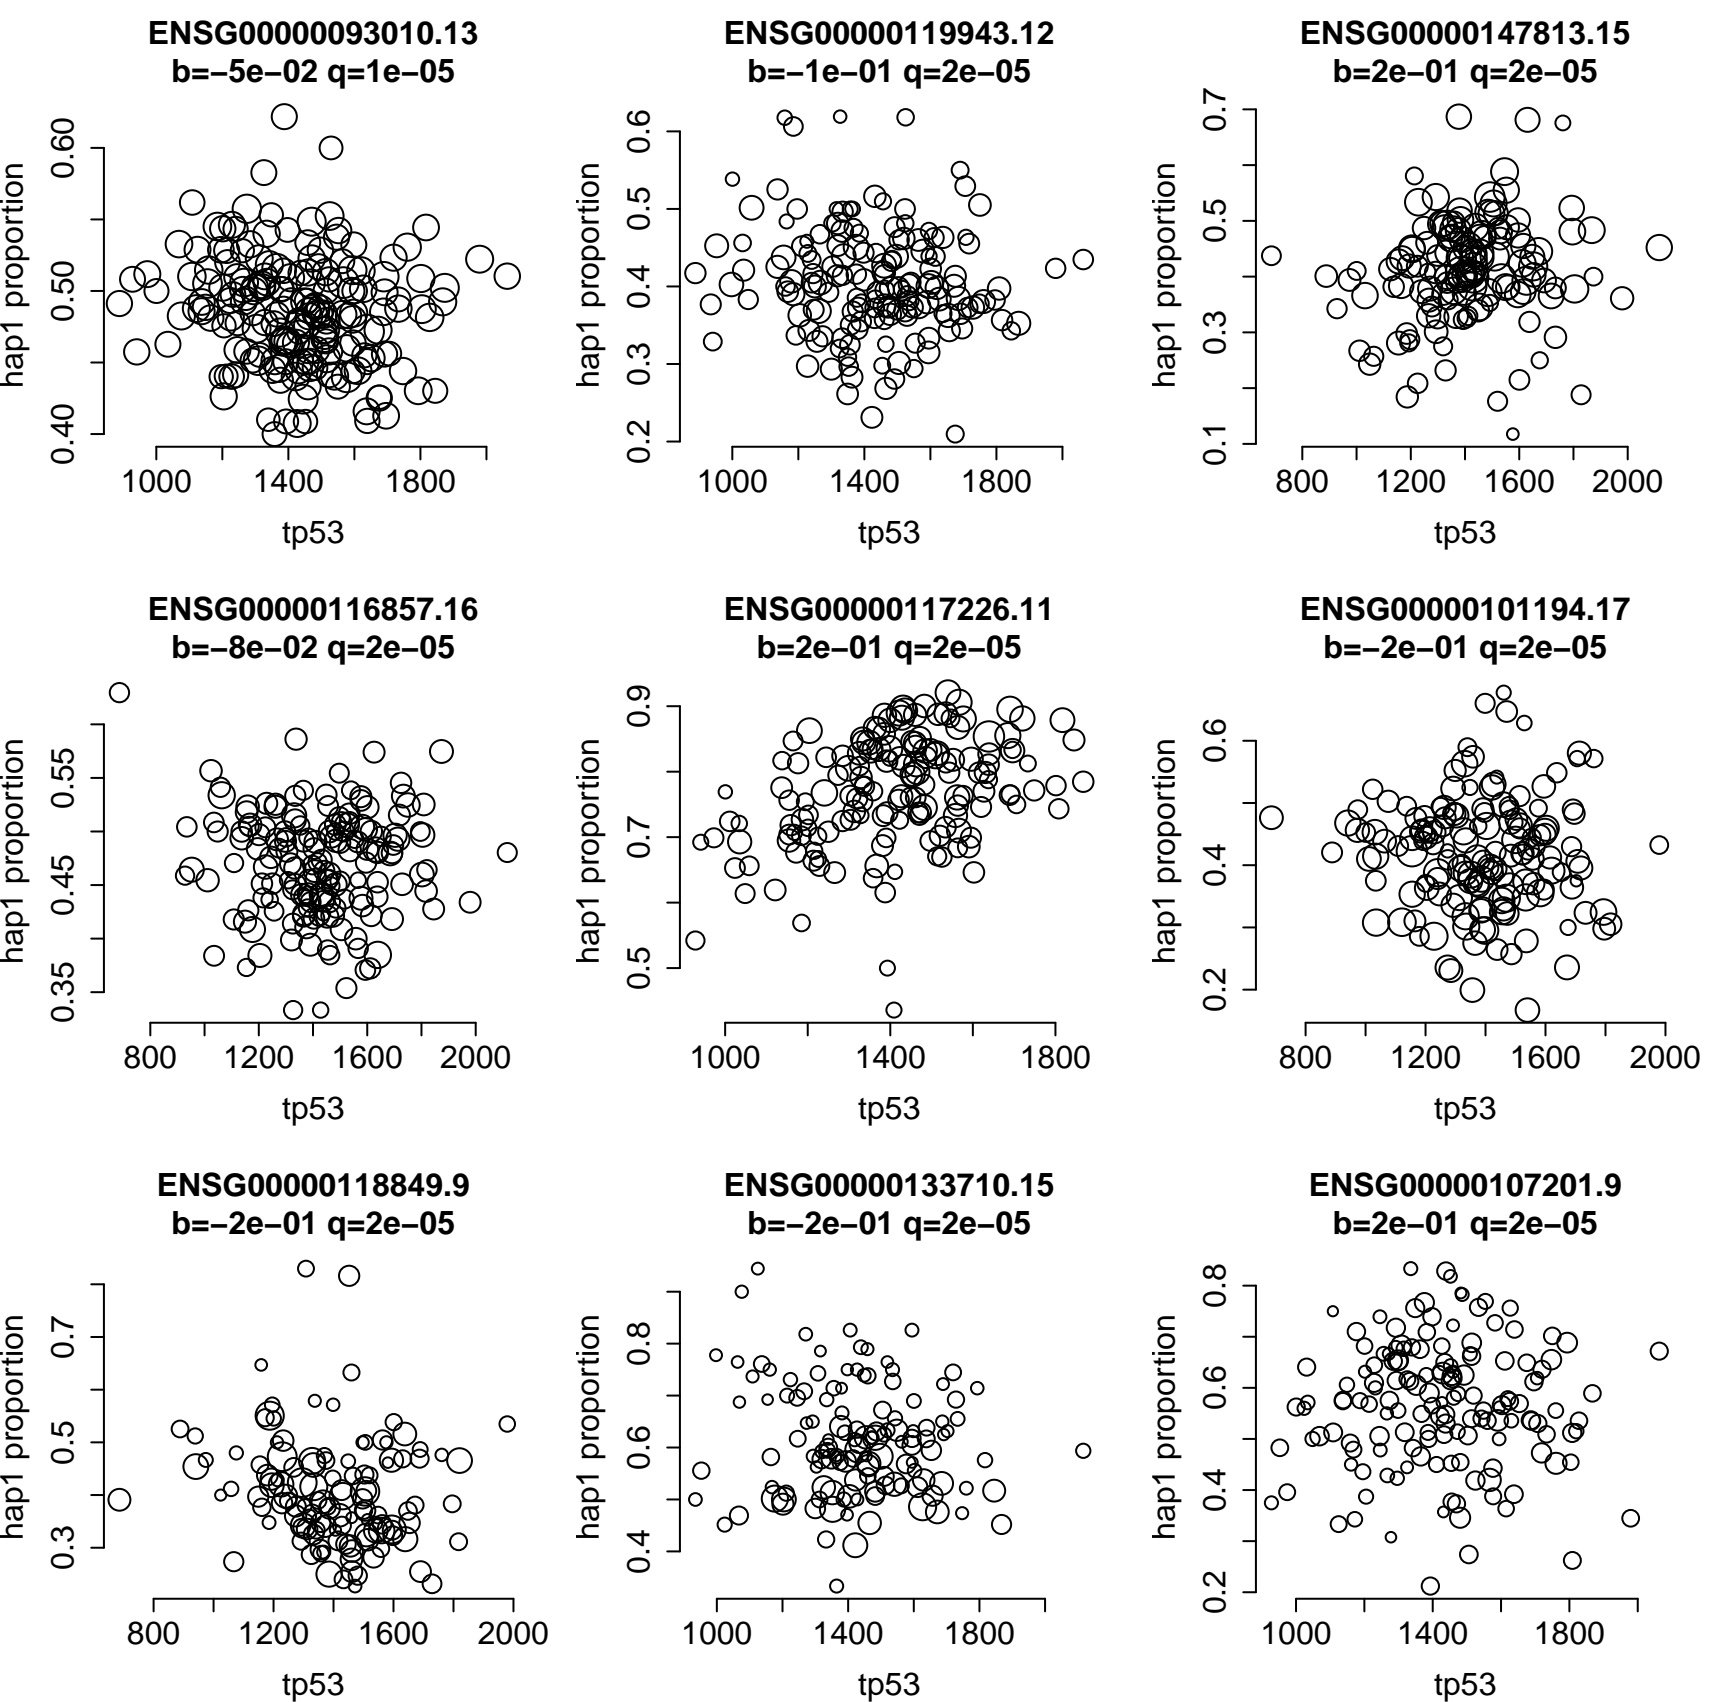 ENSG00000093010.13
b=−5e−02 q=1e−05
hap1 proportion
0.40 0.50 0.60
1000 1400 1800
tp53
ENSG00000119943.12
b=−1e−01 q=2e−05
hap1 proportion
0.2 0.3 0.4 0.5 0.6
1000 1400 1800
tp53
ENSG00000147813.15
b=2e−01 q=2e−05
hap1 proportion
0.1 0.3 0.5 0.7
800 1200 1600 2000
tp53
ENSG00000116857.16
b=−8e−02 q=2e−05
hap1 proportion
0.35 0.45 0.55
800 1200 1600 2000
tp53
ENSG00000117226.11
b=2e−01 q=2e−05
hap1 proportion
0.5 0.7 0.9
1000 1400 1800
tp53
ENSG00000101194.17
b=−2e−01 q=2e−05
hap1 proportion
0.2 0.4 0.6
800 1200 1600 2000
tp53
ENSG00000118849.9
b=−2e−01 q=2e−05
hap1 proportion
0.3 0.5 0.7
800 1200 1600 2000
tp53
ENSG00000133710.15
b=−2e−01 q=2e−05
hap1 proportion
0.4 0.6 0.8
1000 1400 1800
tp53
ENSG00000107201.9
b=2e−01 q=2e−05
hap1 proportion
0.2 0.4 0.6 0.8
1000 1400 1800
tp53